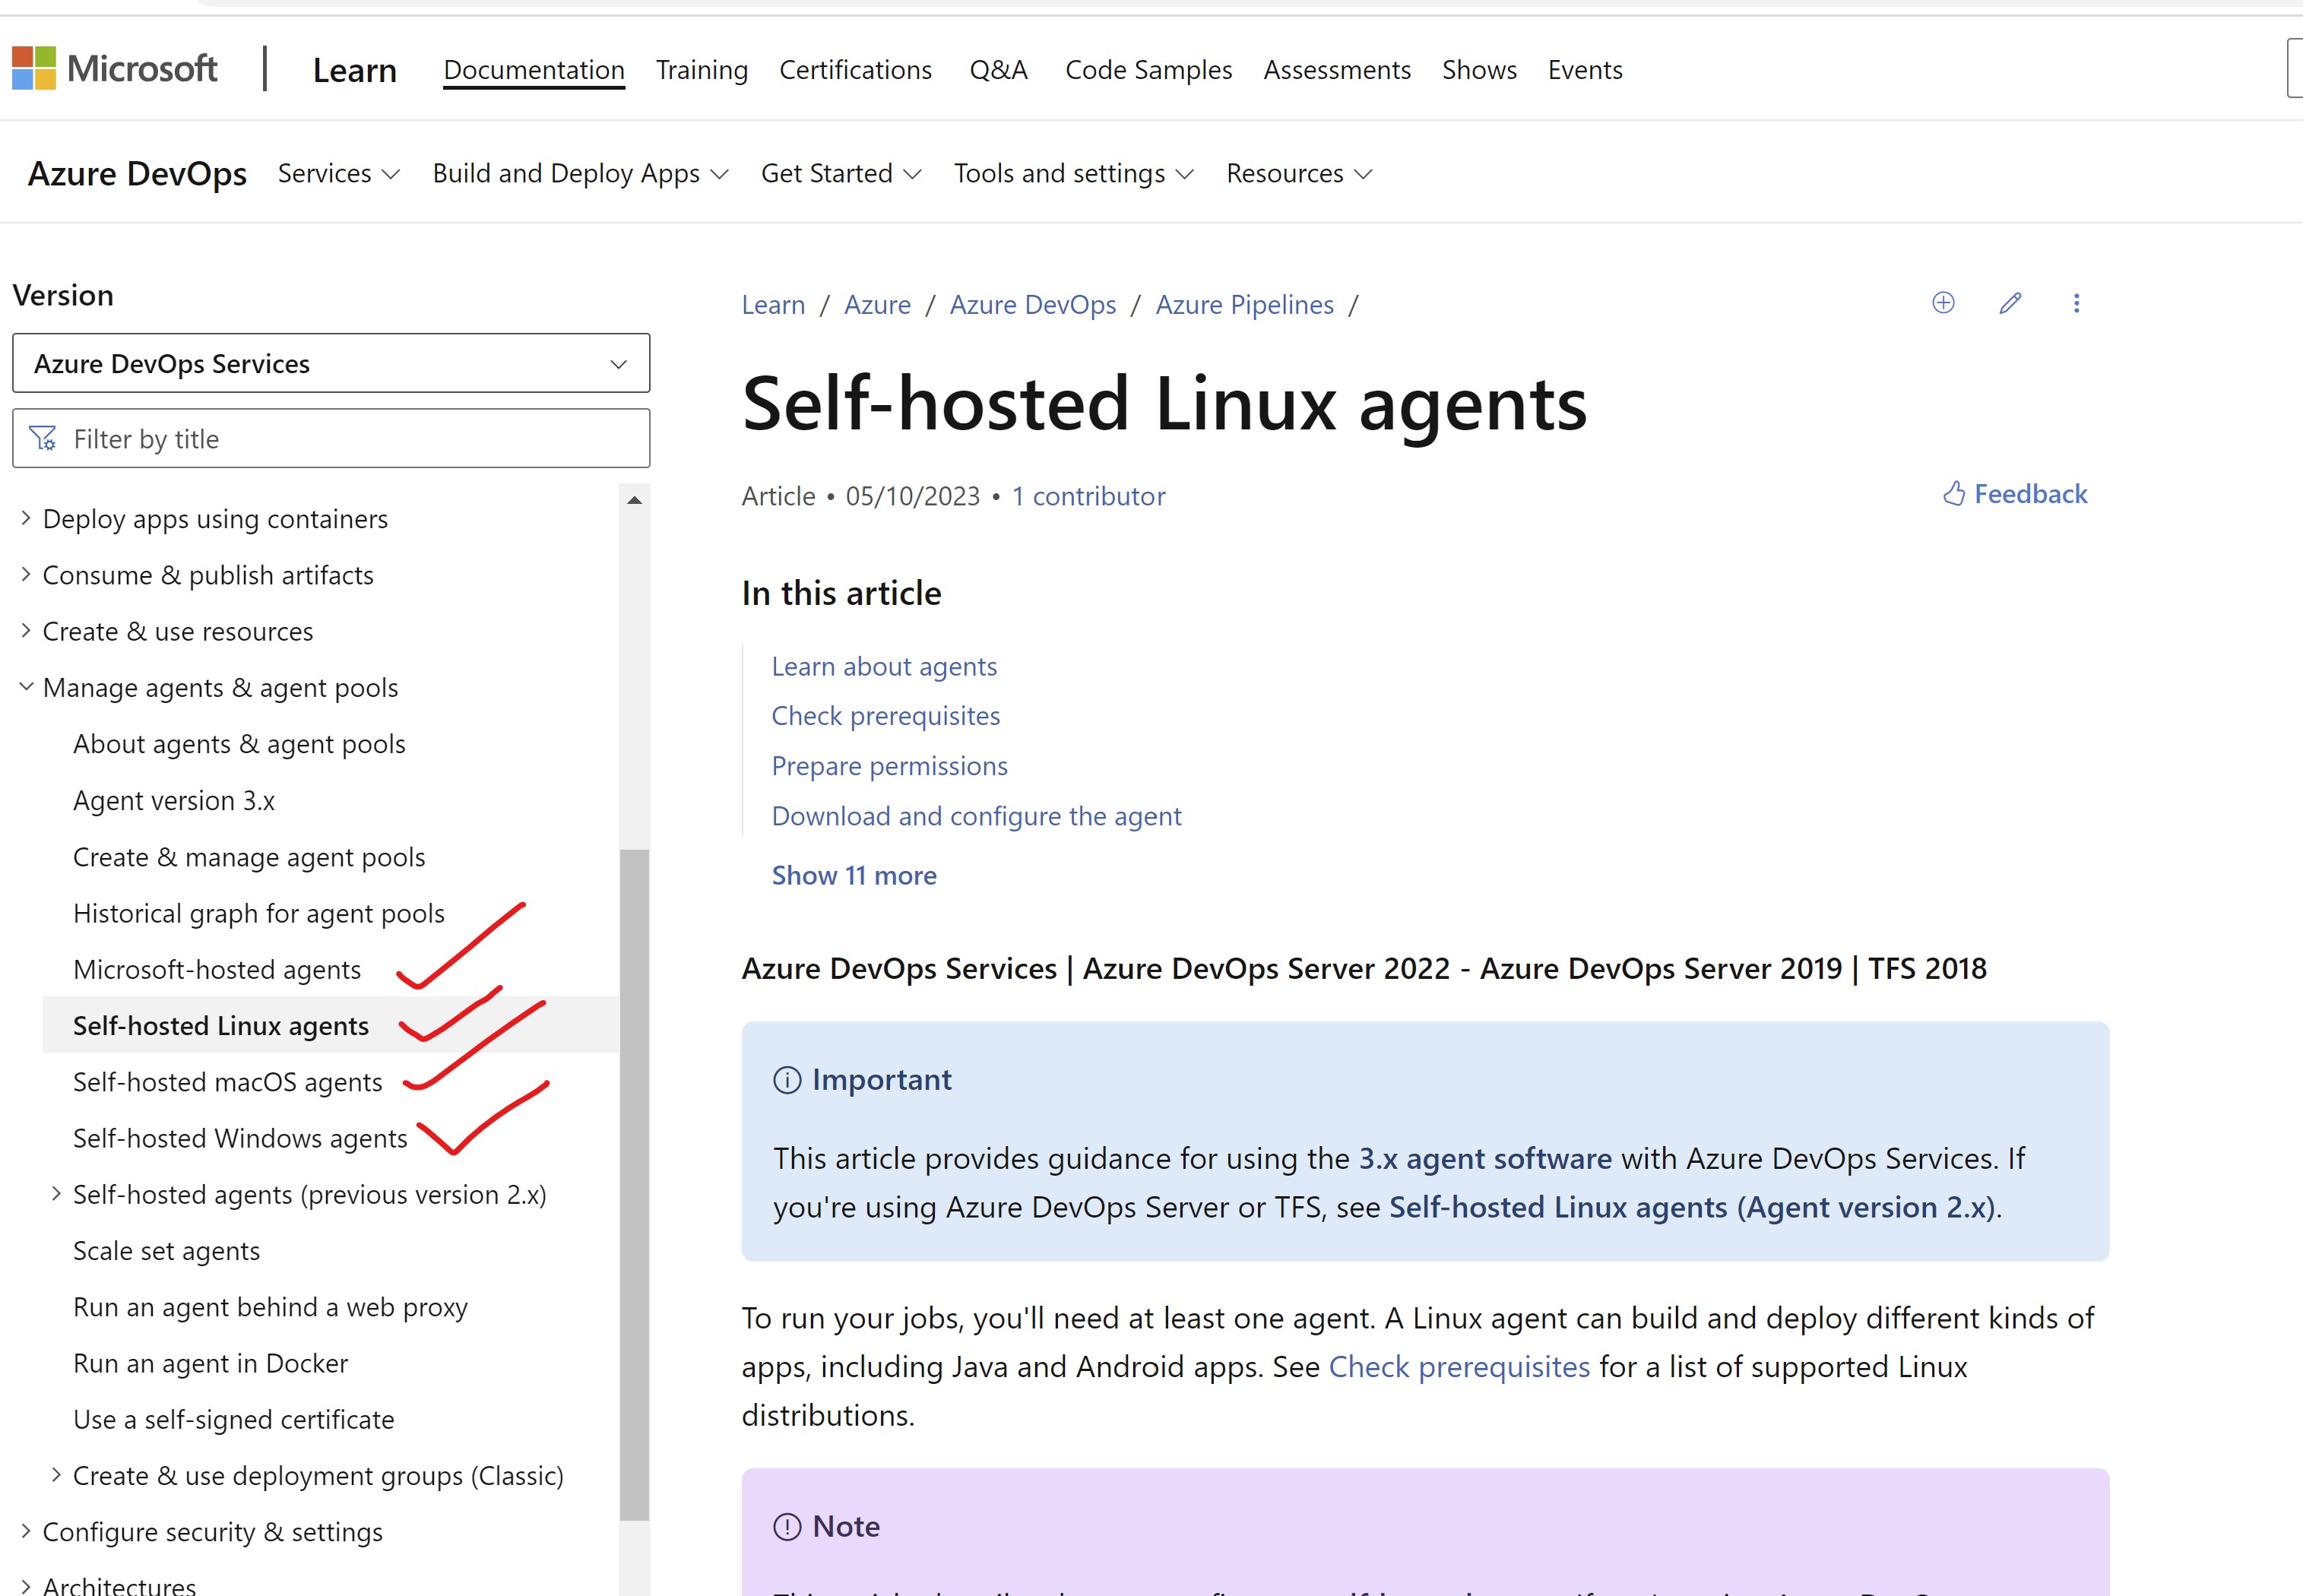 Microsoft | Learn Documentation Training Certifications Q&A Code Samples Assessments Shows Events
Azure DevOps Services Build and Deploy Apps Get Started Tools and settings Resources
Version
Azure DevOps Services
Filter by title
Deploy apps using containers
Consume & publish artifacts
Create & use resources
Manage agents & agent pools
About agents & agent pools
Agent version 3.x
Create & manage agent pools
Historical graph for agent pools
Microsoft-hosted agents
Self-hosted Linux agents
Self-hosted macOS agents
Self-hosted Windows agents
Self-hosted agents (previous version 2.x)
Scale set agents
Run an agent behind a web proxy
Run an agent in Docker
Use a self-signed certificate
Create & use deployment groups (Classic)
Configure security & settings
Architectures
Learn / Azure / Azure DevOps / Azure Pipelines /
Self-hosted Linux agents
Article • 05/10/2023 • 1 contributor
Feedback
In this article
Learn about agents
Check prerequisites
Prepare permissions
Download and configure the agent
Show 11 more
Azure DevOps Services | Azure DevOps Server 2022 - Azure DevOps Server 2019 | TFS 2018
Important
This article provides guidance for using the 3.x agent software with Azure DevOps Services. If
you're using Azure DevOps Server or TFS, see Self-hosted Linux agents (Agent version 2.x).
To run your jobs, you'll need at least one agent. A Linux agent can build and deploy different kinds of
apps, including Java and Android apps. See Check prerequisites for a list of supported Linux
distributions.
Note